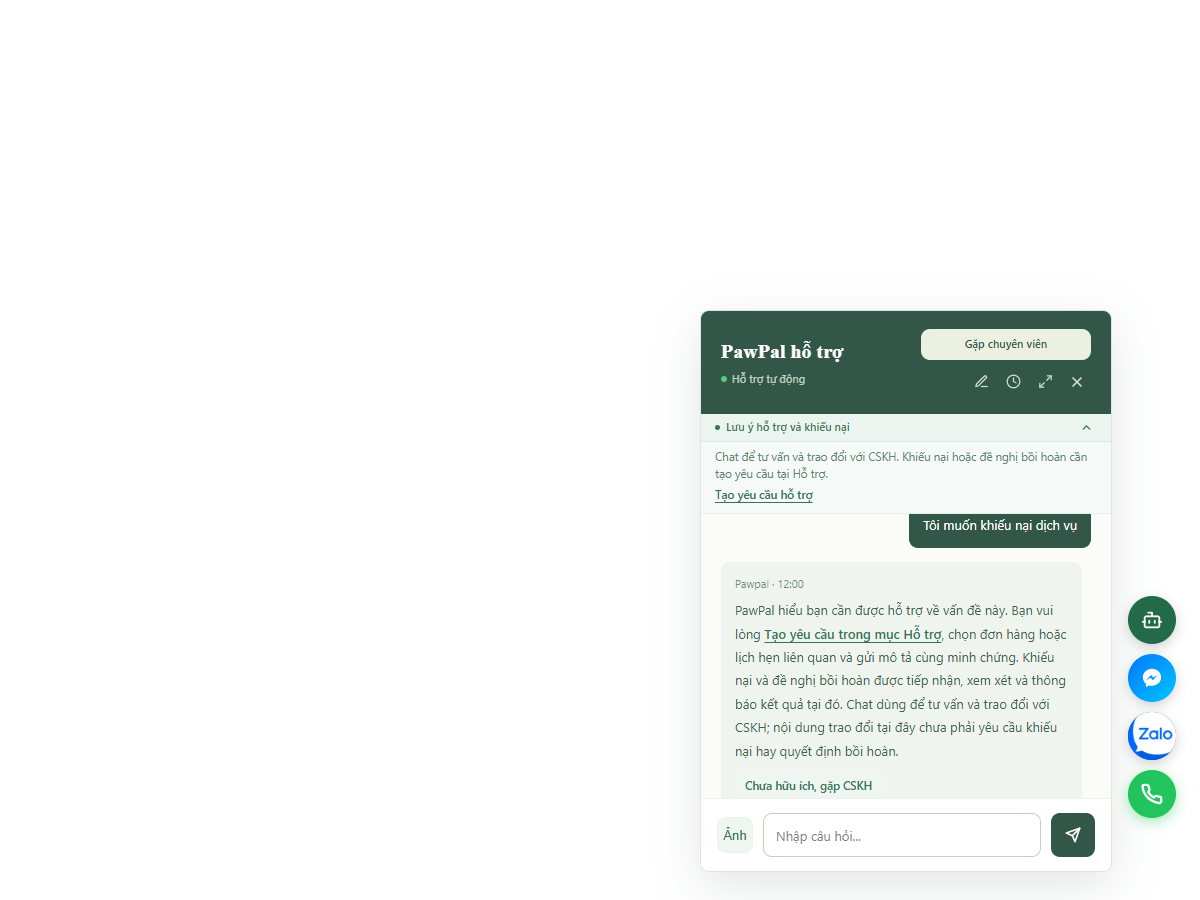 PawPal hỗ trợ
Gặp chuyên viên
Hỗ trợ tự động
Lưu ý hỗ trợ và khiếu nại
Chat để tư vấn và trao đổi với CSKH. Khiếu nại hoặc đề nghị bồi hoàn cần
tạo yêu cầu tại Hỗ trợ.
Tạo yêu cầu hỗ trợ
Tôi muốn khiếu nại dịch vụ
Pawpal · 12:00
PawPal hiểu bạn cần được hỗ trợ về vấn đề này. Bạn vui
lòng Tạo yêu cầu trong mục Hỗ trợ, chọn đơn hàng hoặc
lịch hẹn liên quan và gửi mô tả cùng minh chứng. Khiếu
nại và đề nghị bồi hoàn được tiếp nhận, xem xét và thông
báo kết quả tại đó. Chat dùng để tư vấn và trao đổi với
CSKH; nội dung trao đổi tại đây chưa phải yêu cầu khiếu
nại hay quyết định bồi hoàn.
Chưa hữu ích, gặp CSKH
Ảnh
Nhập câu hỏi...
Zalo